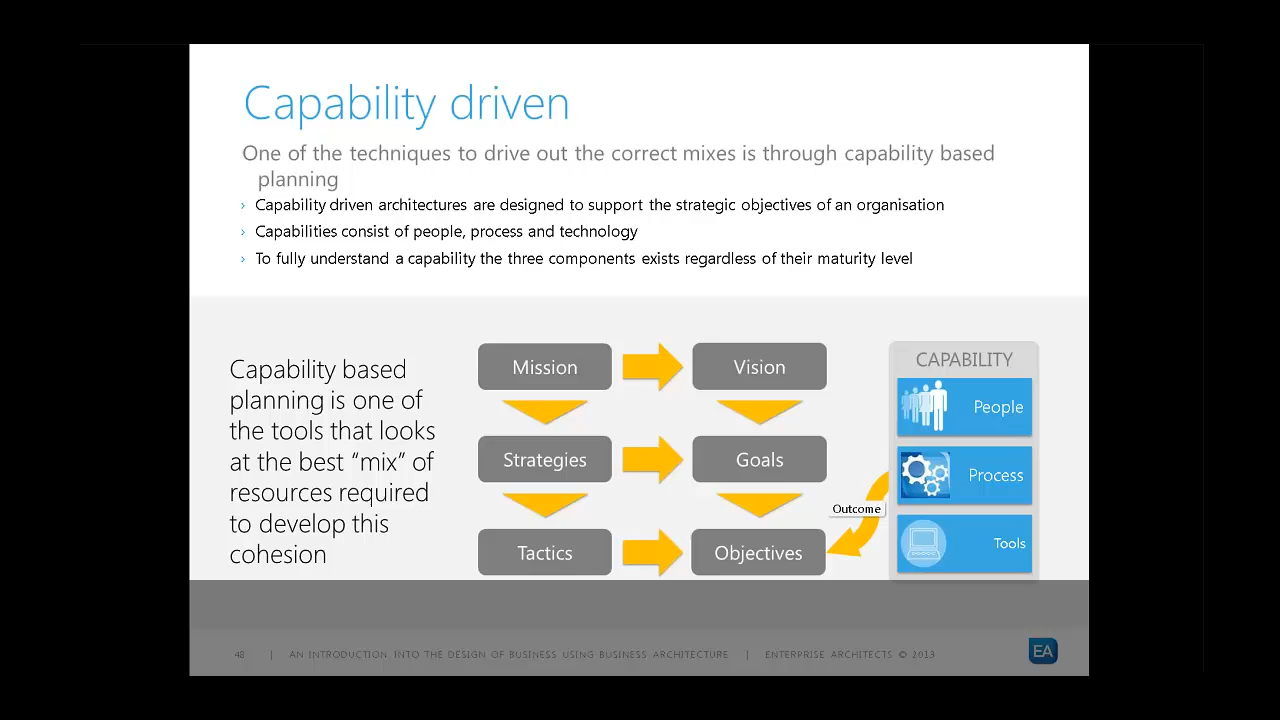 Capability driven
One of the techniques to drive out the correct mixes is through capability based
planning
› Capability driven architectures are designed to support the strategic objectives of an organisation
› Capabilities consist of people, process and technology
› To fully understand a capability the three components exists regardless of their maturity level
Capability based
planning is one of
the tools that looks
at the best “mix” of
resources required
to develop this
cohesion
Mission
Vision
Strategies
Goals
Tactics
Objectives
Outcome
CAPABILITY
People
Process
Tools
48 | AN INTRODUCTION INTO THE DESIGN OF BUSINESS USING BUSINESS ARCHITECTURE | ENTERPRISE ARCHITECTS © 2013
EA